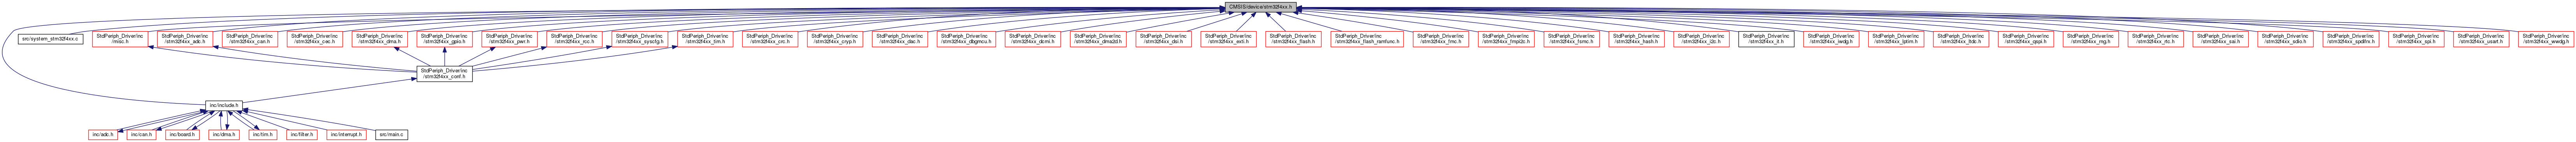 CMSIS/device/stm32f4xx.h
src/system_stm32f4xx.c
StdPeriph_Driver/inc
/misc.h
StdPeriph_Driver/inc
/stm32f4xx_adc.h
StdPeriph_Driver/inc
/stm32f4xx_can.h
StdPeriph_Driver/inc
/stm32f4xx_cec.h
StdPeriph_Driver/inc
/stm32f4xx_dma.h
StdPeriph_Driver/inc
/stm32f4xx_gpio.h
StdPeriph_Driver/inc
/stm32f4xx_pwr.h
StdPeriph_Driver/inc
/stm32f4xx_rcc.h
StdPeriph_Driver/inc
/stm32f4xx_syscfg.h
StdPeriph_Driver/inc
/stm32f4xx_tim.h
StdPeriph_Driver/inc
/stm32f4xx_crc.h
StdPeriph_Driver/inc
/stm32f4xx_cryp.h
StdPeriph_Driver/inc
/stm32f4xx_dac.h
StdPeriph_Driver/inc
/stm32f4xx_dbgmcu.h
StdPeriph_Driver/inc
/stm32f4xx_dcmi.h
StdPeriph_Driver/inc
/stm32f4xx_dma2d.h
StdPeriph_Driver/inc
/stm32f4xx_dsi.h
StdPeriph_Driver/inc
/stm32f4xx_exti.h
StdPeriph_Driver/inc
/stm32f4xx_flash.h
StdPeriph_Driver/inc
/stm32f4xx_flash_ramfunc.h
StdPeriph_Driver/inc
/stm32f4xx_fmc.h
StdPeriph_Driver/inc
/stm32f4xx_fmpi2c.h
StdPeriph_Driver/inc
/stm32f4xx_fsmc.h
StdPeriph_Driver/inc
/stm32f4xx_hash.h
StdPeriph_Driver/inc
/stm32f4xx_i2c.h
StdPeriph_Driver/inc
/stm32f4xx_it.h
StdPeriph_Driver/inc
/stm32f4xx_iwdg.h
StdPeriph_Driver/inc
/stm32f4xx_lptim.h
StdPeriph_Driver/inc
/stm32f4xx_ltdc.h
StdPeriph_Driver/inc
/stm32f4xx_qspi.h
StdPeriph_Driver/inc
/stm32f4xx_rng.h
StdPeriph_Driver/inc
/stm32f4xx_rtc.h
StdPeriph_Driver/inc
/stm32f4xx_sai.h
StdPeriph_Driver/inc
/stm32f4xx_sdio.h
StdPeriph_Driver/inc
/stm32f4xx_spdifrx.h
StdPeriph_Driver/inc
/stm32f4xx_spi.h
StdPeriph_Driver/inc
/stm32f4xx_usart.h
StdPeriph_Driver/inc
/stm32f4xx_wwdg.h
StdPeriph_Driver/inc
/stm32f4xx_conf.h
inc/include.h
inc/adc.h
inc/can.h
inc/board.h
inc/dma.h
inc/tim.h
inc/filter.h
inc/interrupt.h
src/main.c